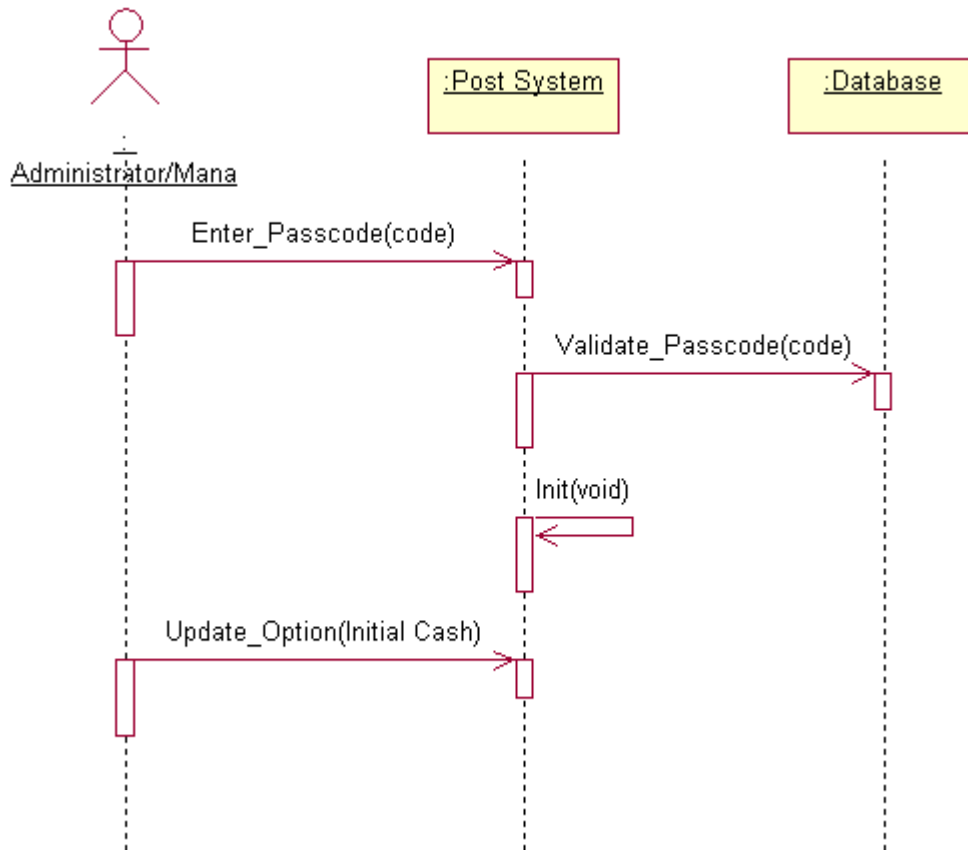 :Post System
:Database
:
Administrator/Mana
Enter_Passcode(code)
Validate_Passcode(code)
Init(void)
Update_Option(Initial Cash)